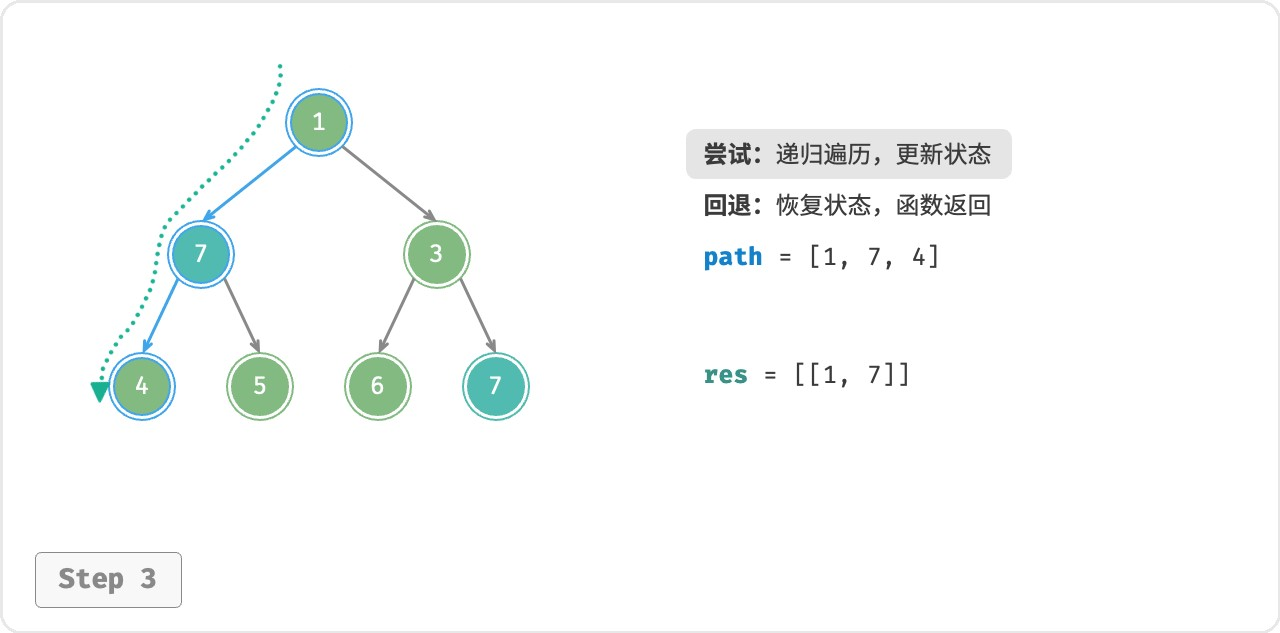 1
7
3
4
5
6
7
尝试：递归遍历，更新状态
回退：恢复状态，函数返回
path = [1, 7, 4]
res = [[1, 7]]
Step 3